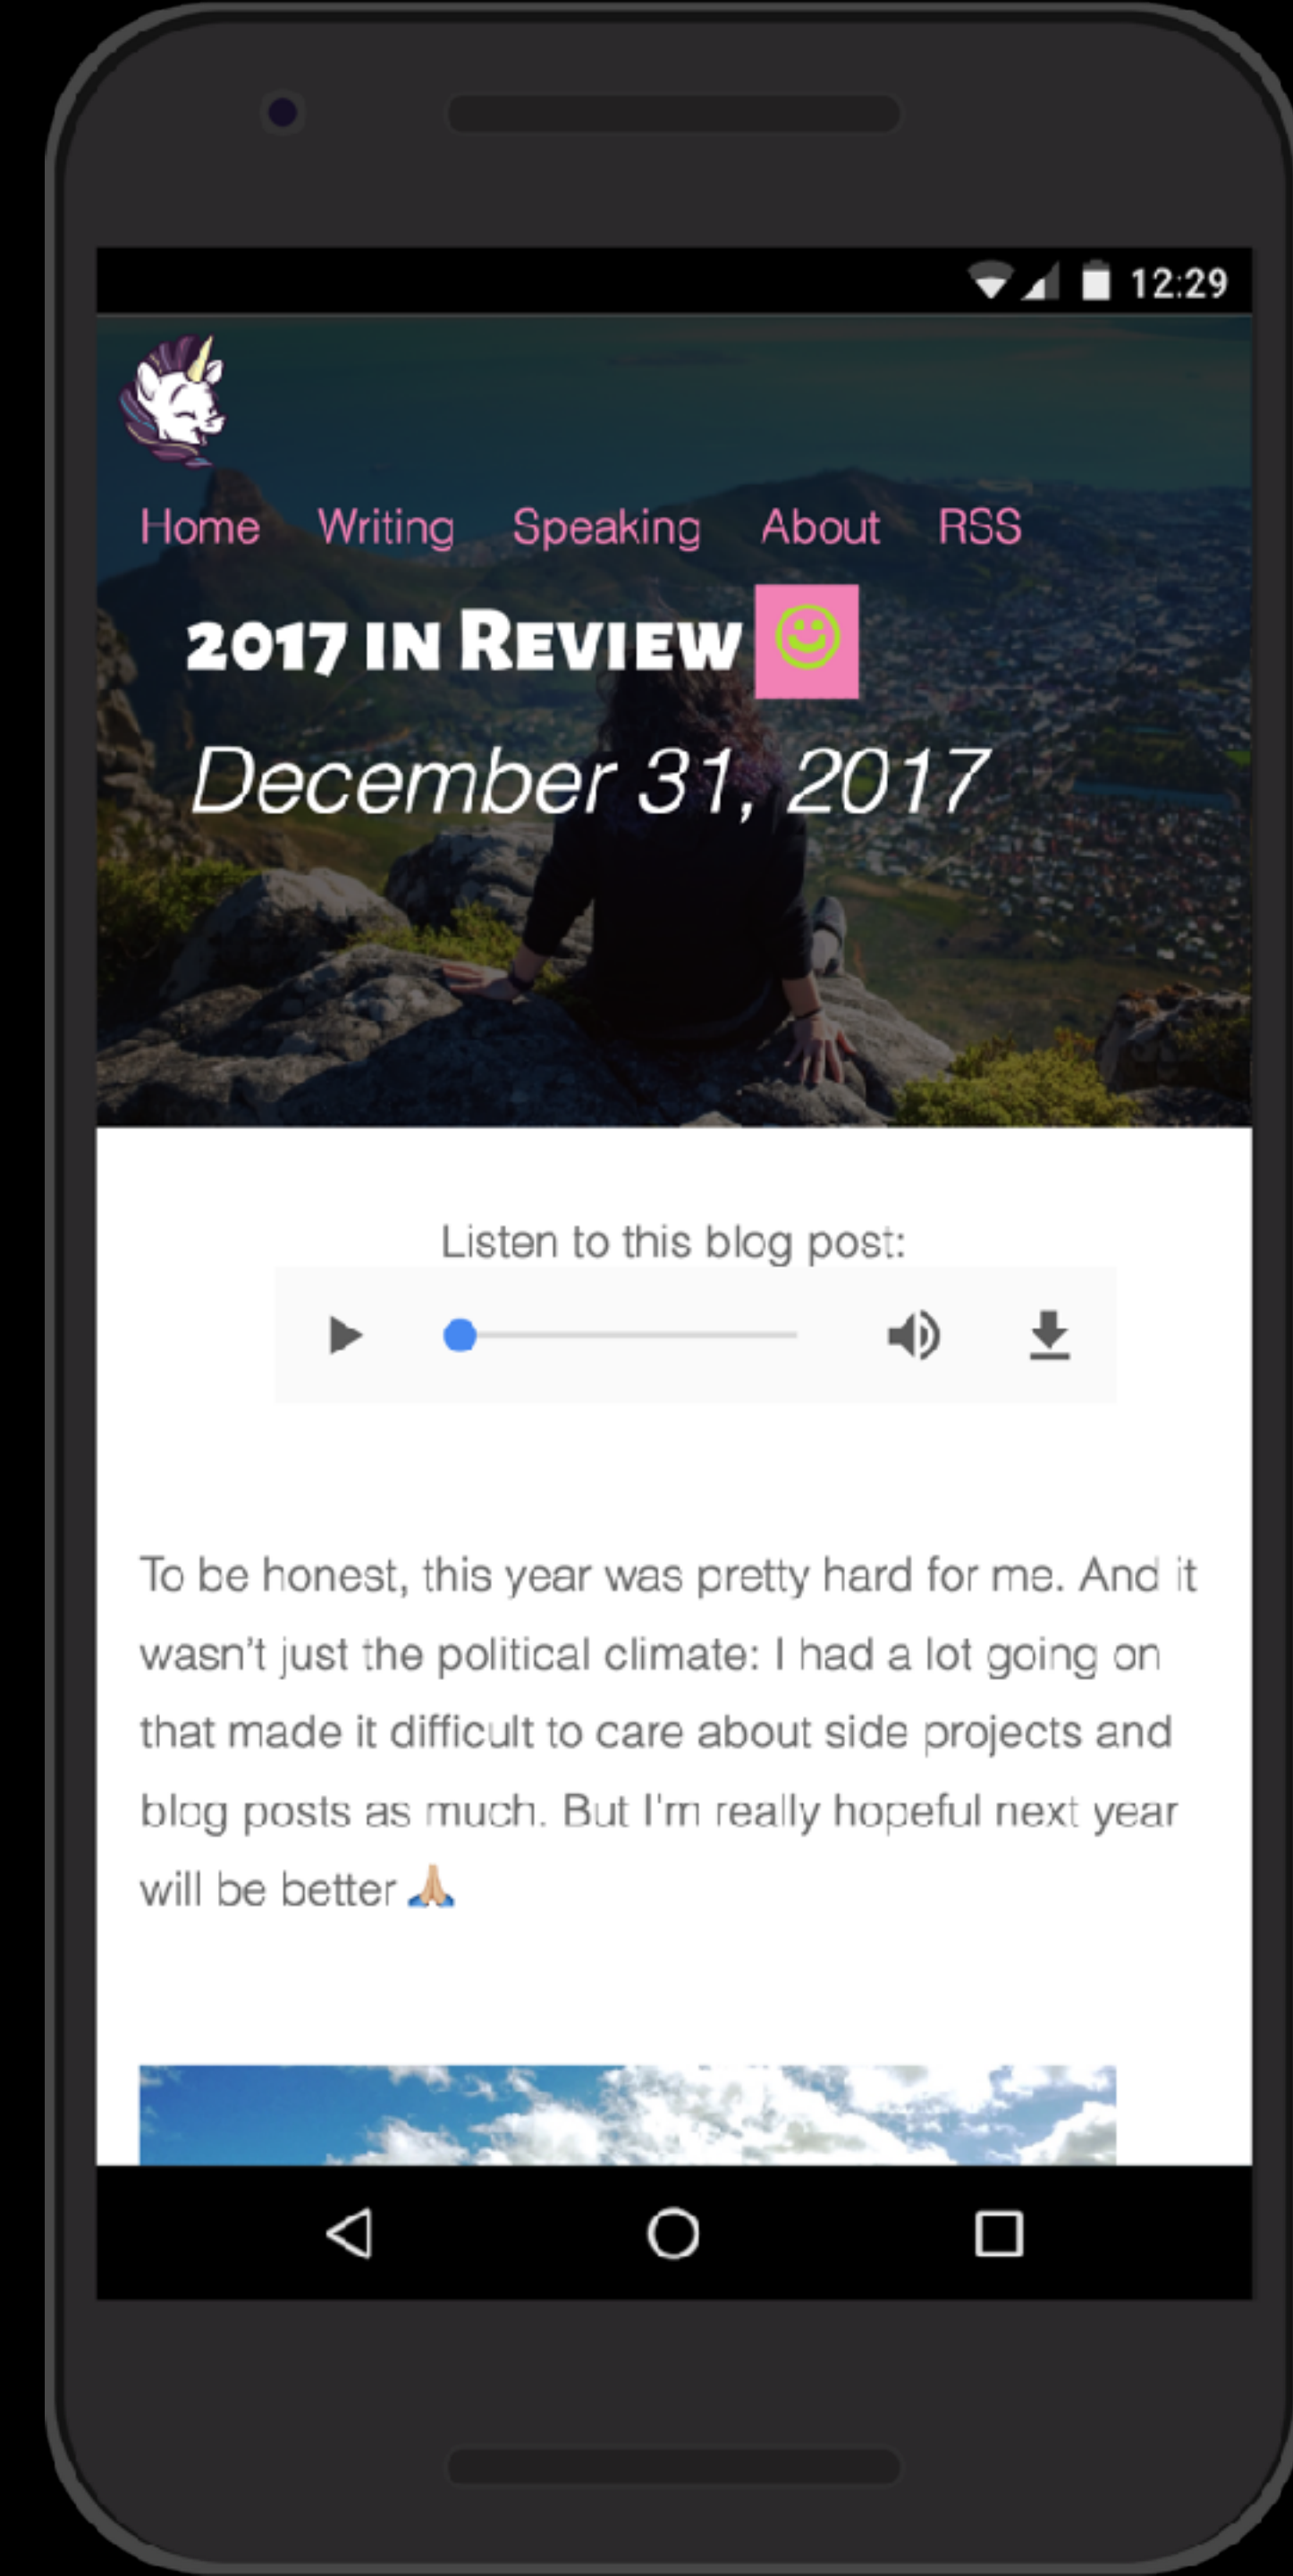 12:29
Home Writing Speaking About RSS
2017 in Review
December 31, 2017
Listen to this blog post:
To be honest, this year was pretty hard for me. And it
wasn't just the political climate: I had a lot going on
that made it difficult to care about side projects and
blog posts as much. But I'm really hopeful next year
will be better 🙏🏼